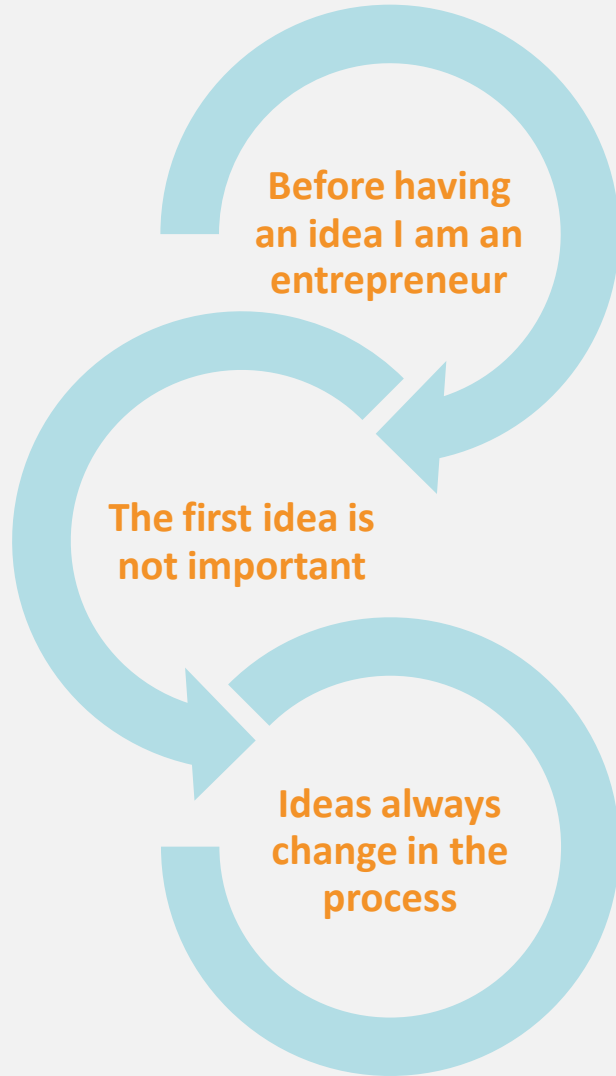 Before having
an idea I am an
entrepreneur
The first idea is
not important
Ideas always
change in the
process